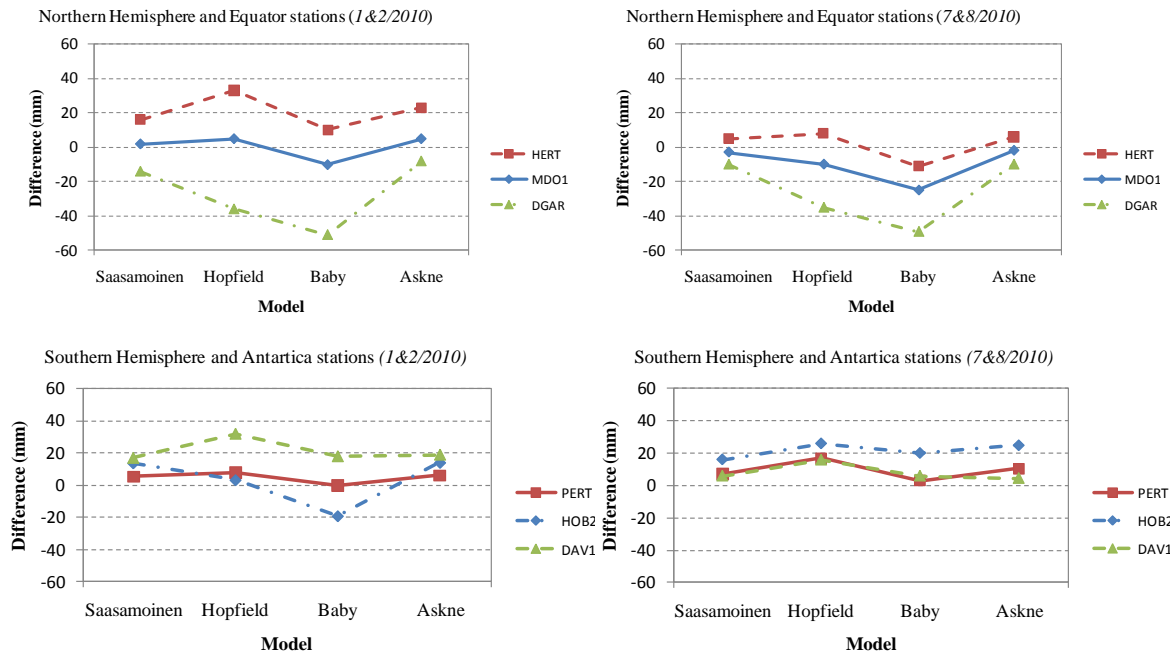 Northern Hemisphere and Equator stations (1&2/2010)
60
40
20
0
-20
-40
-60
Difference (mm)
Saasamoinen Hopfield Baby Askne
Model
HERT
MDO1
DGAR
Northern Hemisphere and Equator stations (7&8/2010)
60
40
20
0
-20
-40
-60
Difference (mm)
Saasamoinen Hopfield Baby Askne
Model
HERT
MDO1
DGAR
Southern Hemisphere and Antartica stations (1&2/2010)
60
40
20
0
-20
-40
-60
Difference (mm)
Saasamoinen Hopfield Baby Askne
Model
PERT
HOB2
DAV1
Southern Hemisphere and Antartica stations (7&8/2010)
60
40
20
0
-20
-40
-60
Difference (mm)
Saasamoinen Hopfield Baby Askne
Model
PERT
HOB2
DAV1